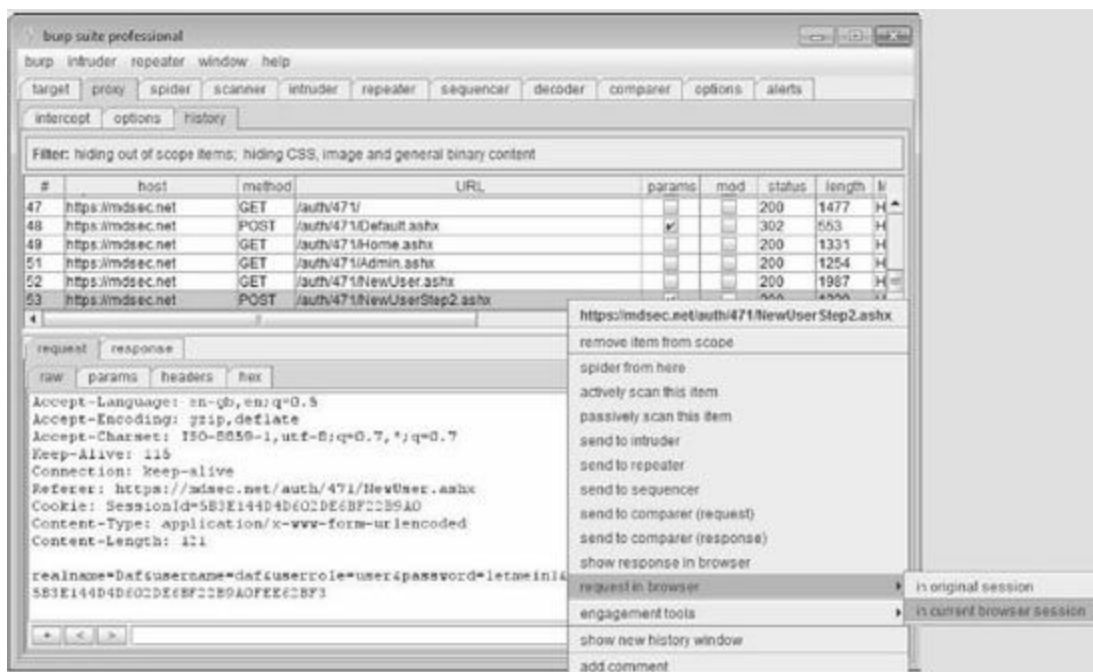 burp suite professional
burp intruder repeater window help
target proxy spider scanner intruder repeater sequencer decoder comparer options alerts
intercept options history
Filter: hiding out of scope items; hiding CSS, image and general binary content
# host method URL params mod status length
47 https://mdsec.net GET /auth/471/ 200 1477 H
48 https://mdsec.net POST /auth/471/Default.ashx 302 553 H
49 https://mdsec.net GET /auth/471/Home.ashx 200 1331 H
51 https://mdsec.net GET /auth/471/Admin.ashx 200 1254 H
52 https://mdsec.net GET /auth/471/NewUser.ashx 200 1987 H
53 https://mdsec.net POST /auth/471/NewUserStep2.ashx
https://mdsec.net/auth/471/NewUserStep2.ashx
remove item from scope
spider from here
actively scan this item
passively scan this item
send to intruder
send to repeater
send to sequencer
send to comparer (request)
send to comparer (response)
show response in browser
request in browser
engagement tools
show new history window
add comment
in original session
in current browser session
request response
raw params headers hex
Accept-Language: en-gb,en;q=0.5
Accept-Encoding: gzip,deflate
Accept-Charset: ISO-8859-1,utf-8;q=0.7,*;q=0.7
Keep-Alive: 115
Connection: keep-alive
Referer: https://mdsec.net/auth/471/NewUser.ashx
Cookie: SessionId=5B3E144D4D602DE6BF22B9A0
Content-Type: application/x-www-form-urlencoded
Content-Length: 121
realname=Daf&username=daf&userrole=user&password=letmein1&
5B3E144D4D602DE6BF22B9A0FEE62BF3
+ < >